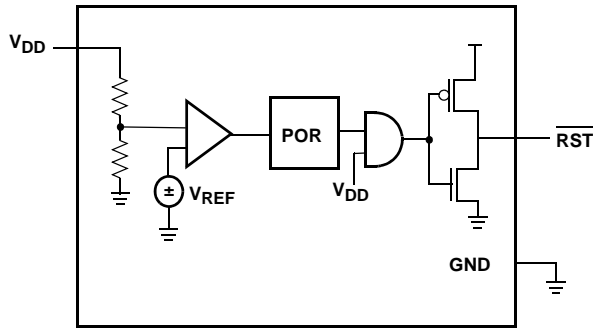 VDD
POR
RST
VREF
VDD
GND